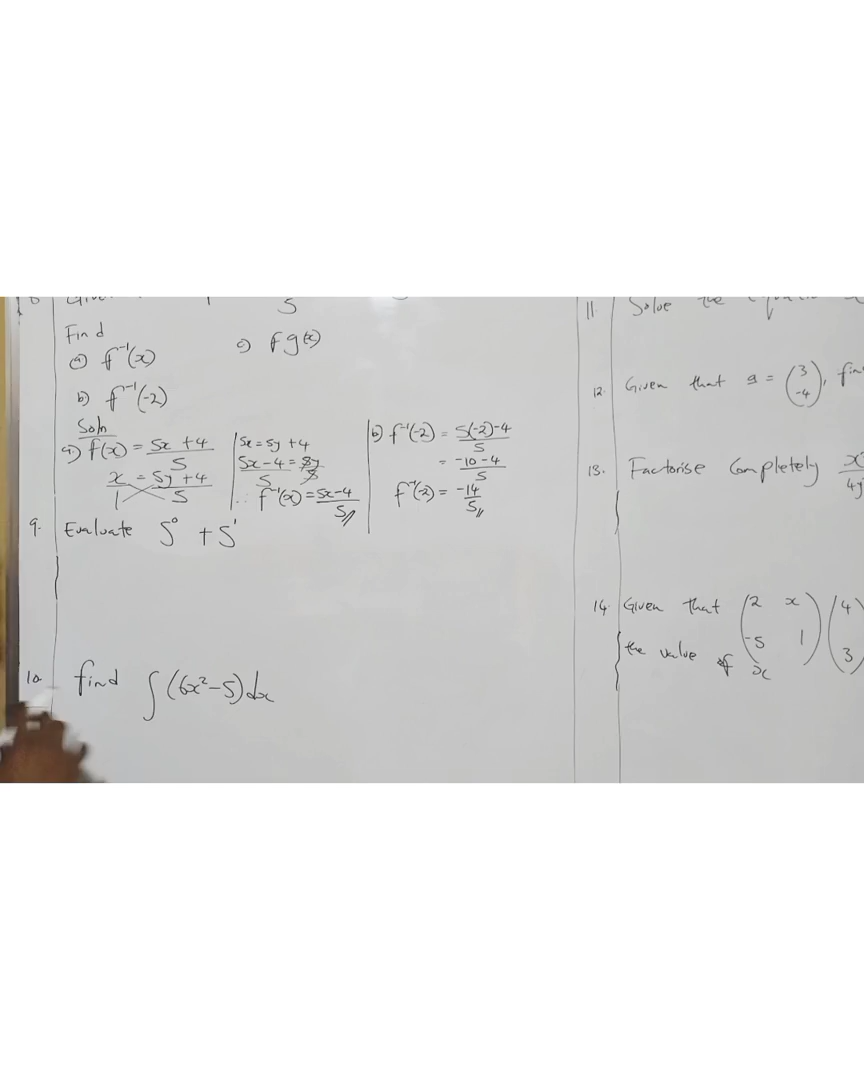 5
Find
a) f⁻¹(x)
c) fg(x)
b) f⁻¹(-2)
Soln
a) f(x) = 5x + 4 / 5
x / 1 = 5y + 4 / 5
5x = 5y + 4
5x - 4 / 5 = 5y / 5
∴ f⁻¹(x) = 5x - 4 / 5
b) f⁻¹(-2) = 5(-2) - 4 / 5
= -10 - 4 / 5
f⁻¹(2) = -14 / 5
9. Evaluate 5⁰ + 5¹
10. find ∫(6x² - 5)dx
11. Solve the
12. Given that a = (3 -4),
13. Factorise Completely
14. Given that (2 x -5 1) (4 3
the value of x